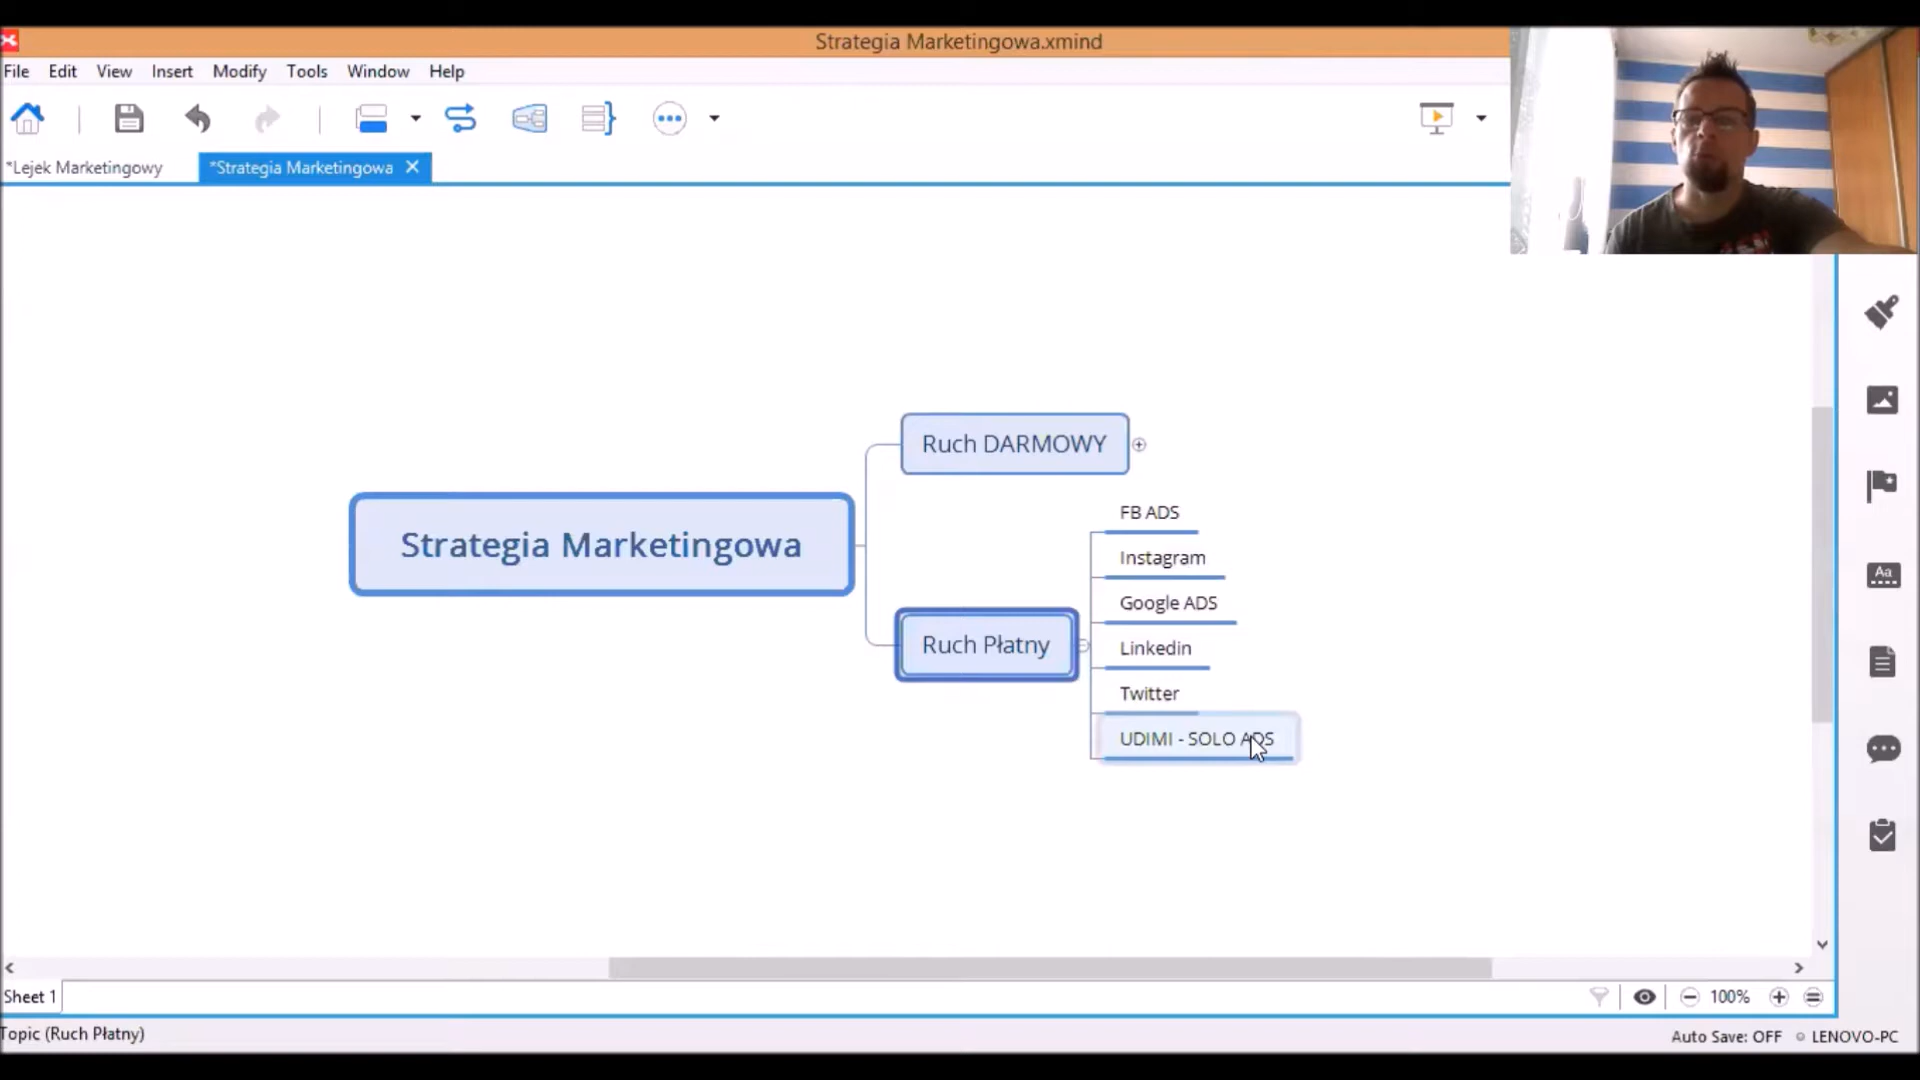 Strategia Marketingowa.xmind
File Edit View Insert Modify Tools Window Help
*Lejek Marketingowy *Strategia Marketingowa
Ruch DARMOWY
Strategia Marketingowa
FB ADS
Instagram
Google ADS
Ruch Płatny
Linkedin
Twitter
UDIMI - SOLO ADS
Aa
Sheet 1
100%
Topic (Ruch Płatny)
Auto Save: OFF LENOVO-PC